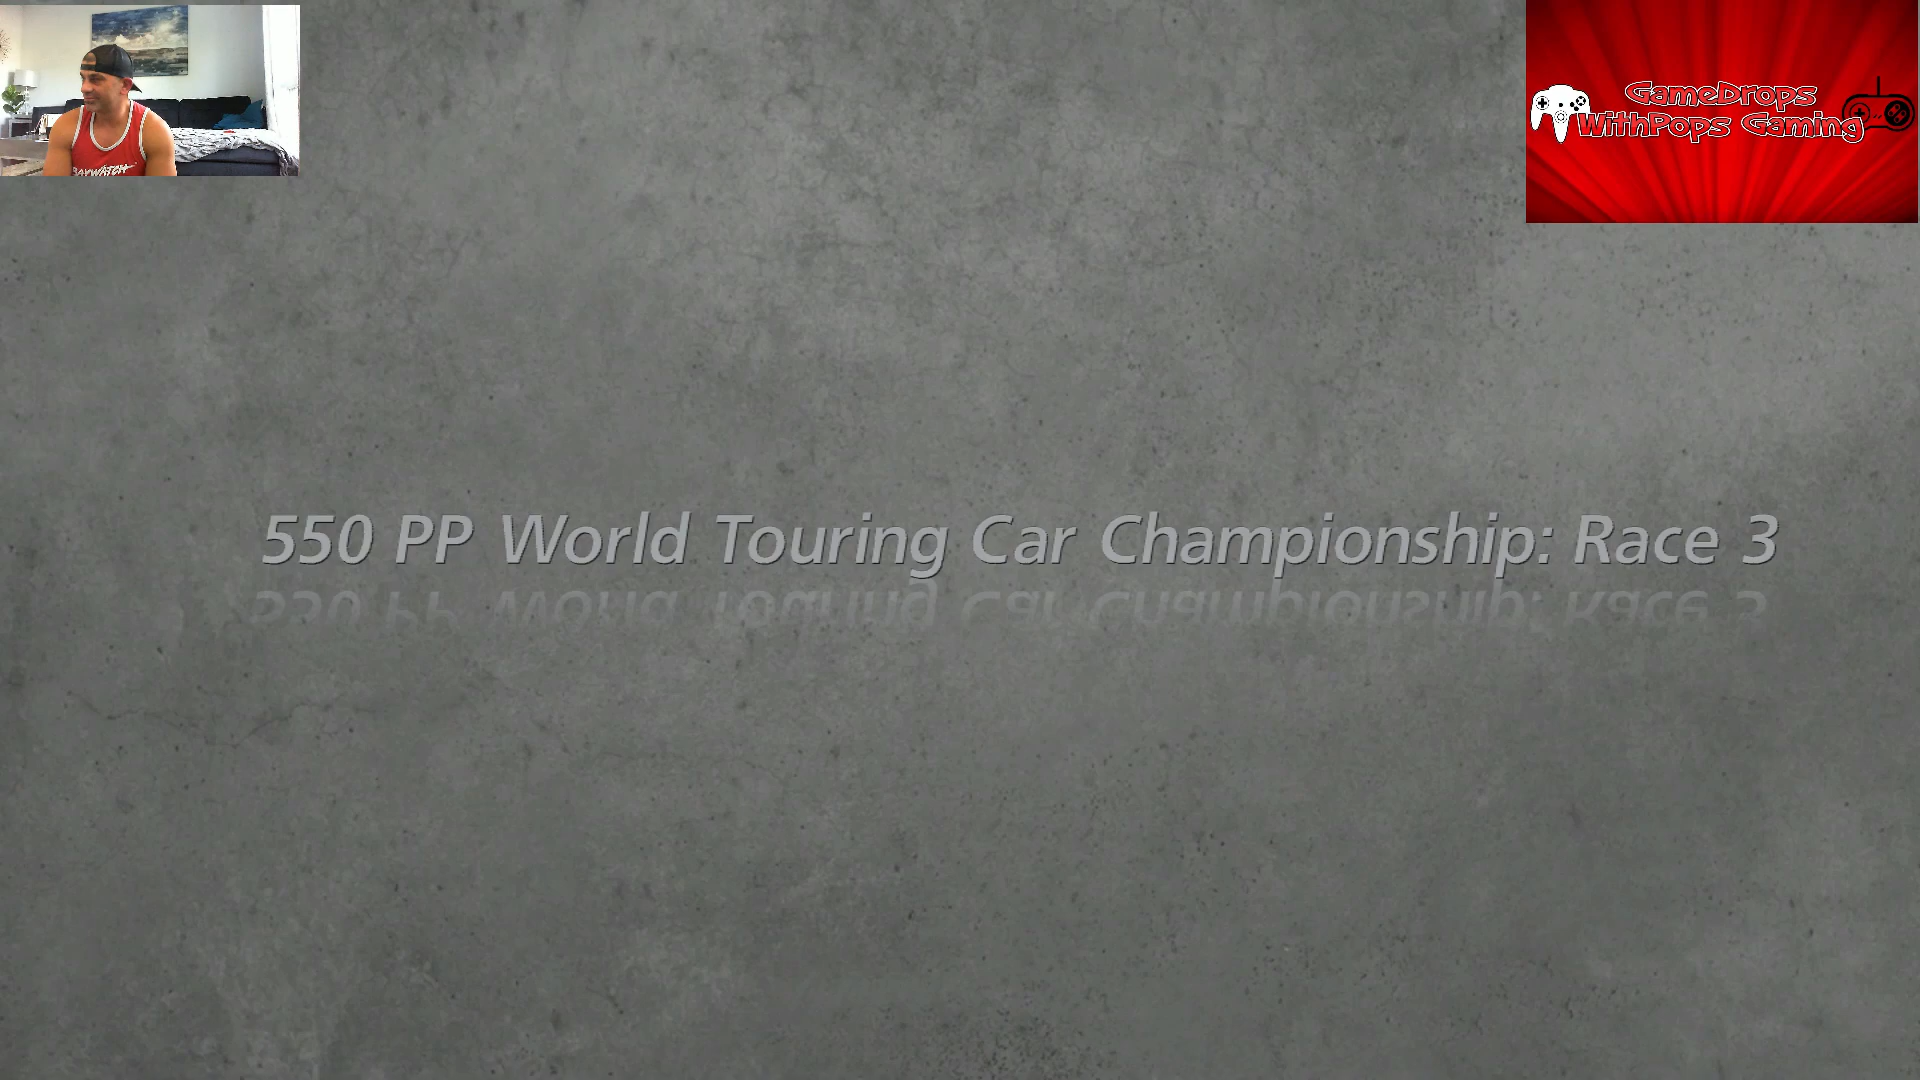 GameDrops
WithPops Gaming
BAYWATCH
550 PP World Touring Car Championship: Race 3